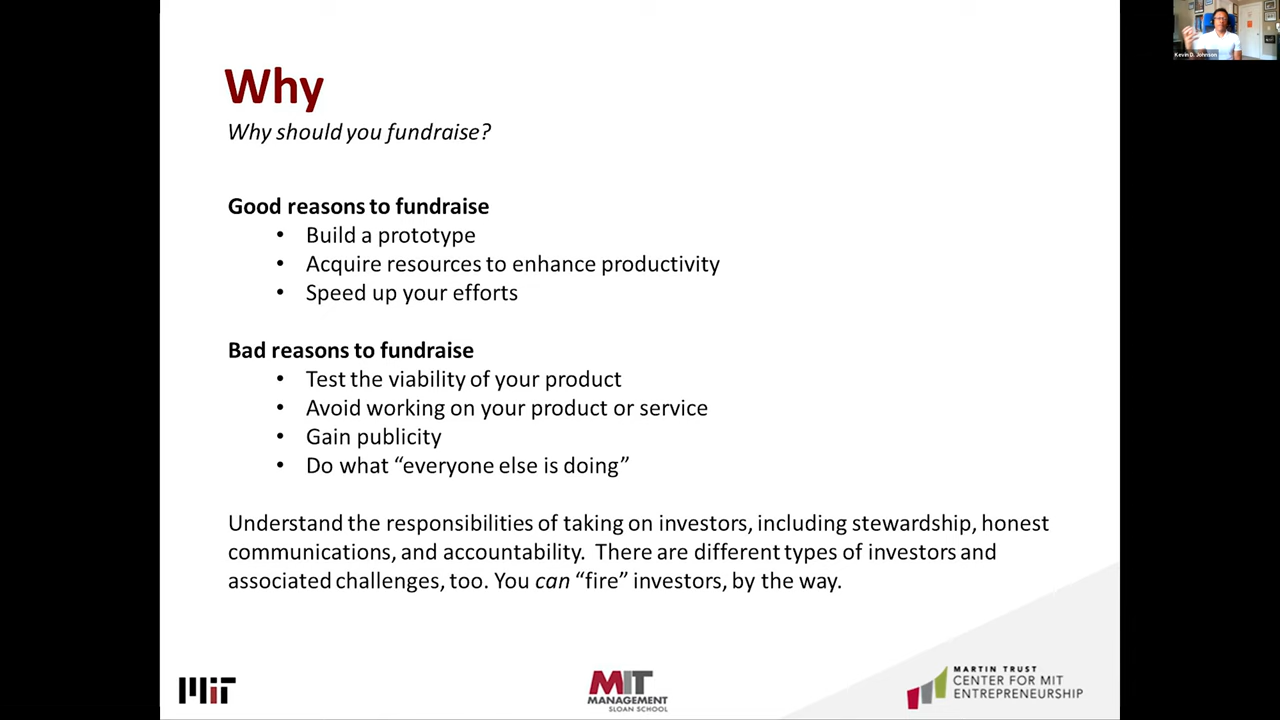 Kevin D. Johnson
Why
Why should you fundraise?
Good reasons to fundraise
• Build a prototype
• Acquire resources to enhance productivity
• Speed up your efforts
Bad reasons to fundraise
• Test the viability of your product
• Avoid working on your product or service
• Gain publicity
• Do what “everyone else is doing”
Understand the responsibilities of taking on investors, including stewardship, honest
communications, and accountability.  There are different types of investors and
associated challenges, too. You can “fire” investors, by the way.
MIT
MIT
MANAGEMENT
SLOAN SCHOOL
MARTIN TRUST
CENTER FOR MIT
ENTREPRENEURSHIP